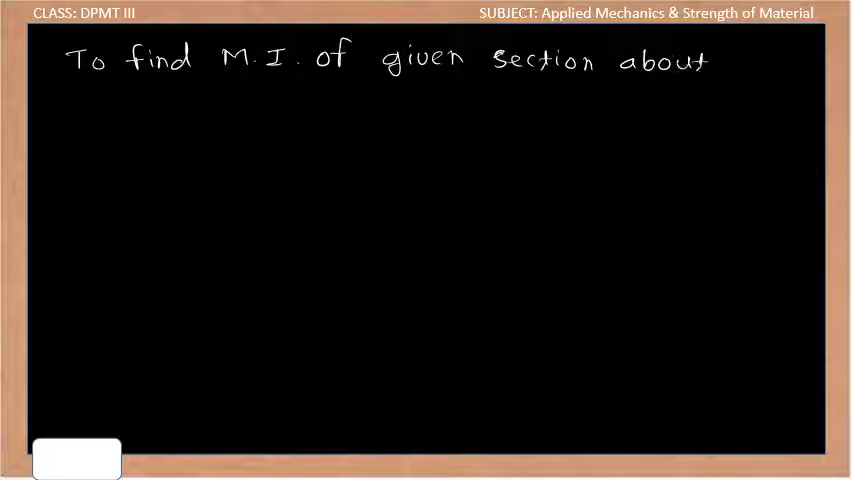 CLASS: DPMT III
SUBJECT: Applied Mechanics & Strength of Material
To find M.I. of given section about